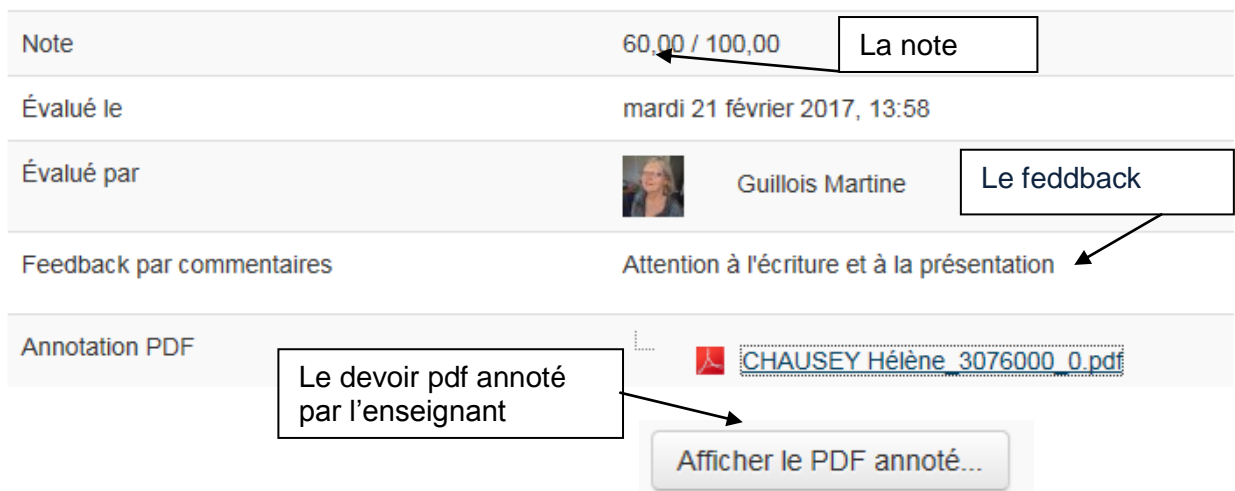 Note 60,00 / 100,00 La note
Évalué le mardi 21 février 2017, 13:58
Évalué par Guillois Martine Le feddback
Feedback par commentaires Attention à l'écriture et à la présentation
Annotation PDF CHAUSEY Hélène_3076000_0.pdf
Le devoir pdf annoté
par l’enseignant
Afficher le PDF annoté...